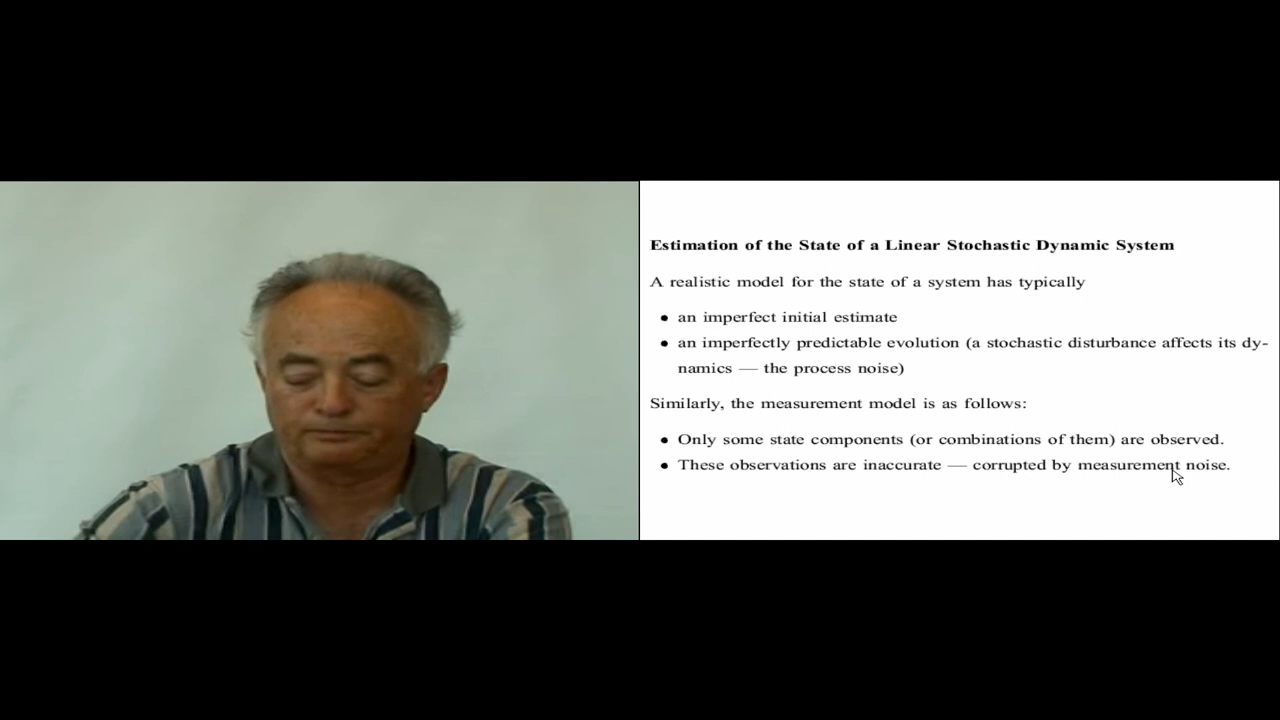 Estimation of the State of a Linear Stochastic Dynamic System
A realistic model for the state of a system has typically
● an imperfect initial estimate
● an imperfectly predictable evolution (a stochastic disturbance affects its dy-
namics — the process noise)
Similarly, the measurement model is as follows:
● Only some state components (or combinations of them) are observed.
● These observations are inaccurate — corrupted by measurement noise.